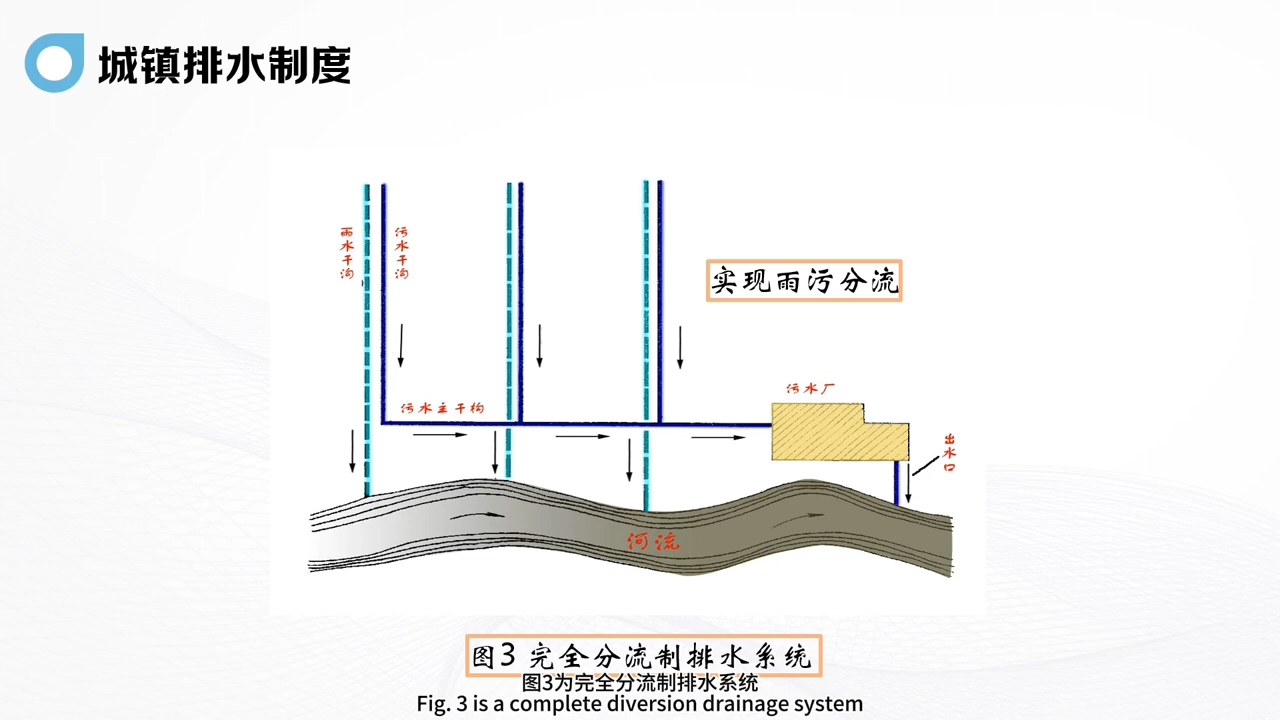 城镇排水制度
雨水干沟
污水干沟
实现雨污分流
污水厂
污水主干构
出水口
河流
图3 完全分流制排水系统
图3为完全分流制排水系统
Fig. 3 is a complete diversion drainage system